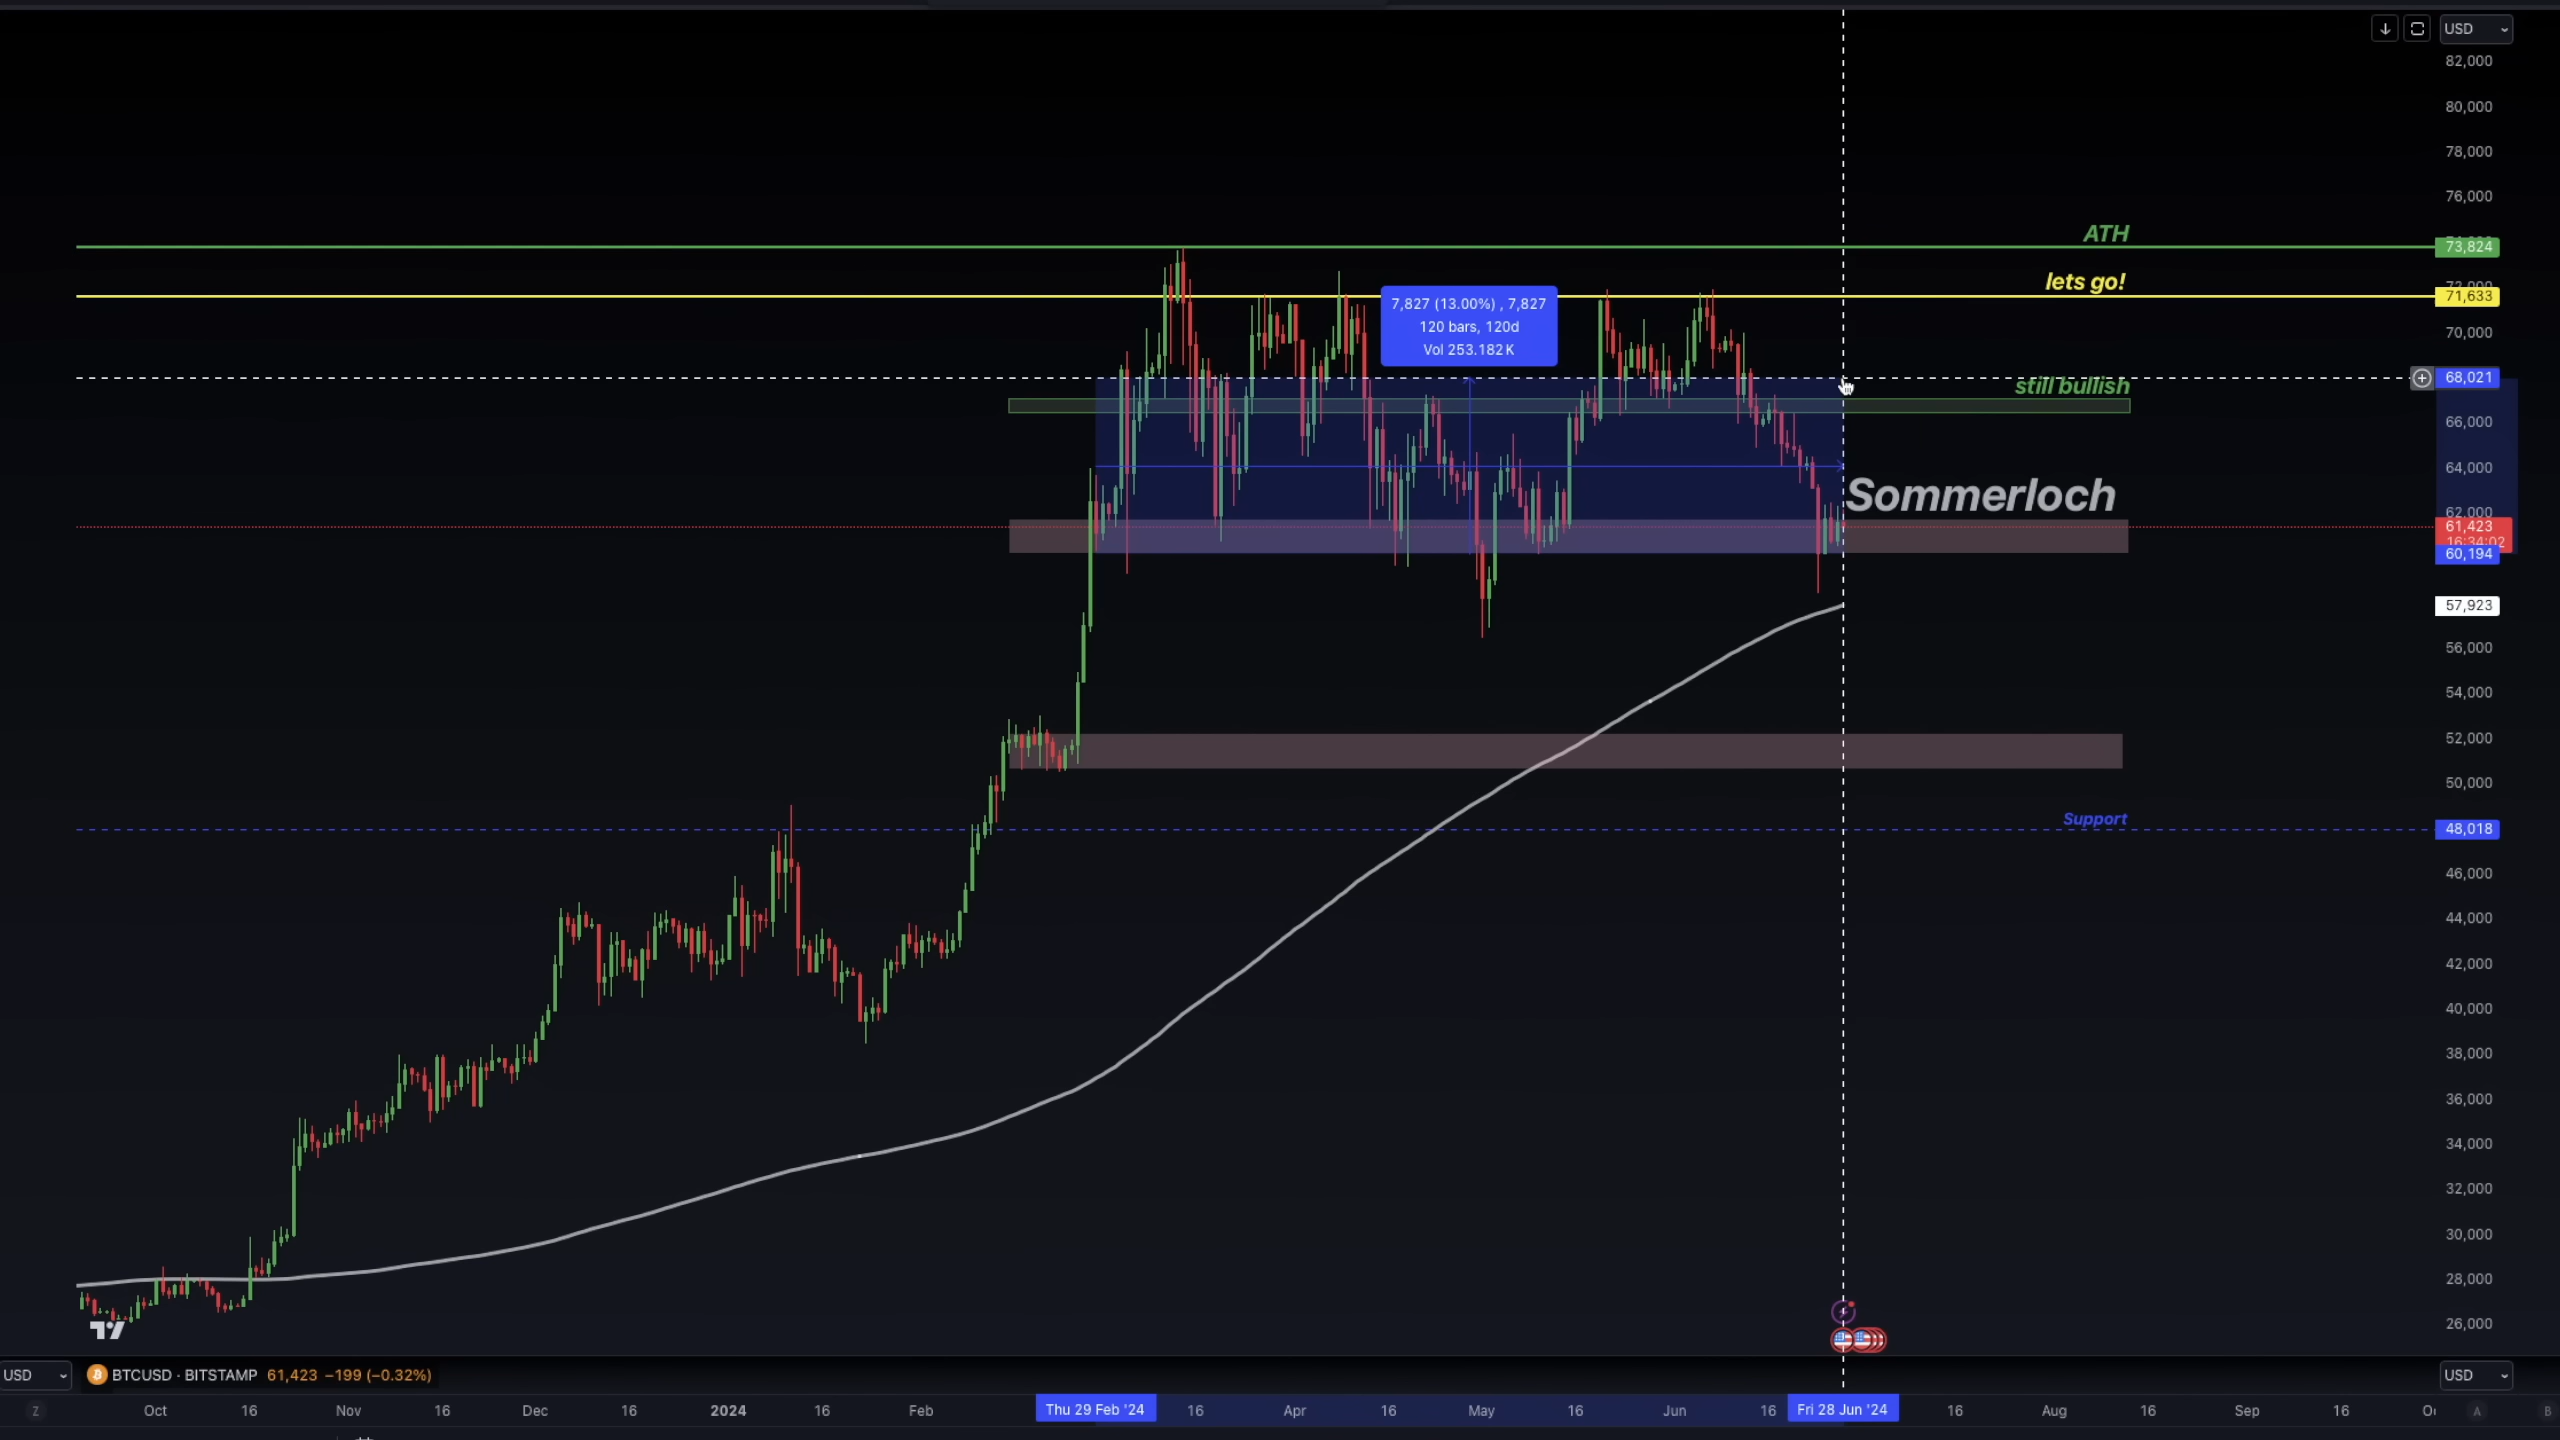 USD
82,000
80,000
78,000
76,000
ATH
73,824
lets go!
71,633
7,827 (13.00%) , 7,827
120 bars, 120d
Vol 253.182 K
70,000
68,021
still bullish
66,000
64,000
Sommerloch
62,000
61,423
16:34:02
60,194
57,923
56,000
54,000
52,000
50,000
Support
48,018
46,000
44,000
42,000
40,000
38,000
36,000
34,000
32,000
30,000
28,000
26,000
USD BTCUSD · BITSTAMP 61,423 −199 (−0.32%) USD
Z Oct 16 Nov 16 Dec 16 2024 16 Feb Thu 29 Feb '24 16 Apr 16 May 16 Jun 16 Fri 28 Jun '24 16 Aug 16 Sep 16 A B